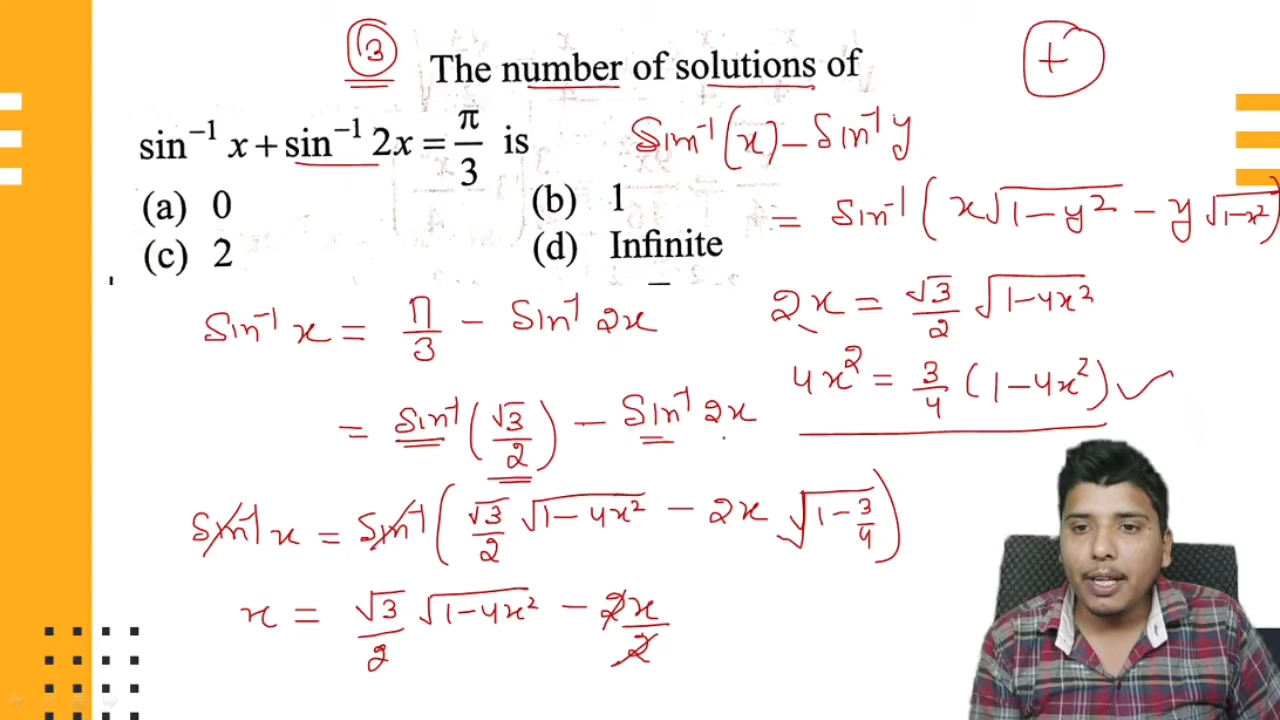 ③ The number of solutions of
sin⁻¹ x + sin⁻¹ 2x = π/3 is
(a) 0
(b) 1
(c) 2
(d) Infinite
+
Sin⁻¹(x) − Sin⁻¹ y
= Sin⁻¹(x√(1−y²) − y√(1−x²))
Sin⁻¹ x = π/3 − Sin⁻¹ 2x
= Sin⁻¹(√3/2) − Sin⁻¹ 2x
Sin⁻¹ x = Sin⁻¹(√3/2 √(1−4x²) − 2x √(1−3/4))
x = √3/2 √(1−4x²) − 2x/2
2x = √3/2 √(1−4x²)
4x² = 3/4 (1−4x²) ✓